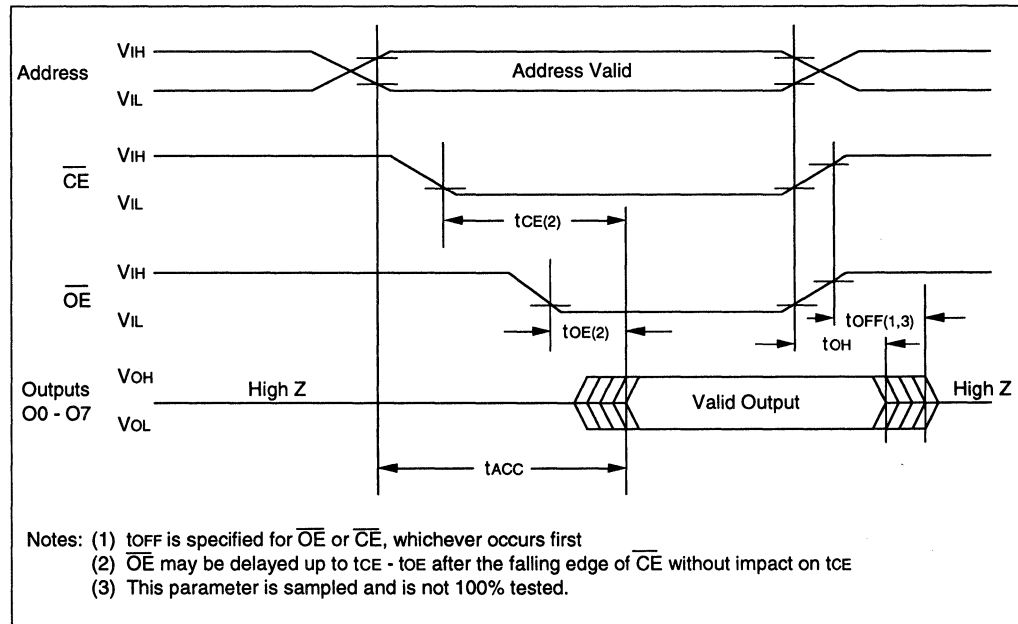 Address
VIH
VIL
Address Valid
CE
VIH
VIL
tCE(2)
OE
VIH
VIL
tOE(2)
tOFF(1,3)
tOH
Outputs
O0 - O7
VOH
VOL
High Z
Valid Output
High Z
tACC
Notes: (1) tOFF is specified for OE or CE, whichever occurs first
(2) OE may be delayed up to tCE - tOE after the falling edge of CE without impact on tCE
(3) This parameter is sampled and is not 100% tested.